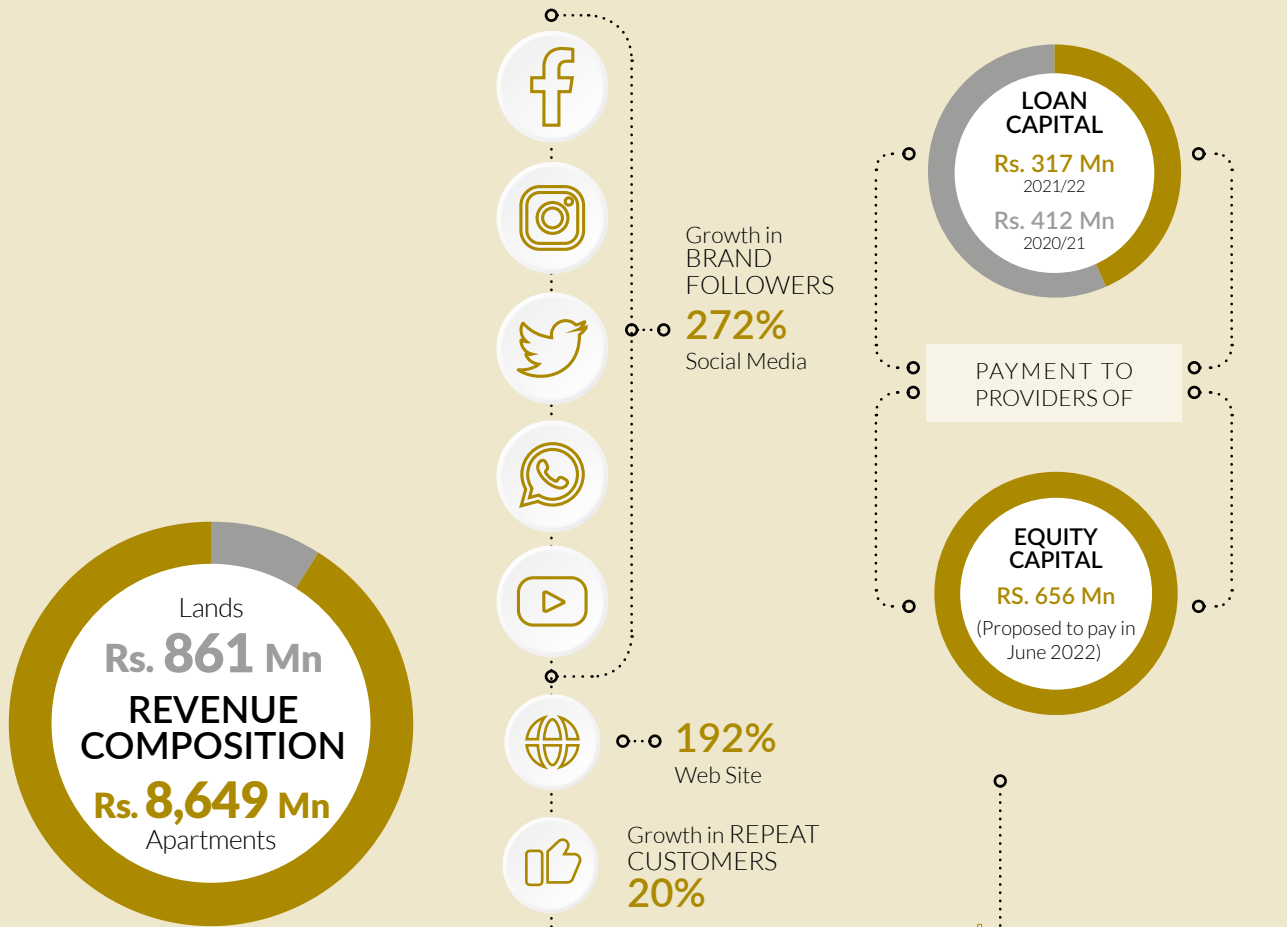 Lands
Rs. 861 Mn
REVENUE
COMPOSITION
Rs. 8,649 Mn
Apartments
Growth in
BRAND
FOLLOWERS
272%
Social Media
192%
Web Site
Growth in REPEAT
CUSTOMERS
20%
LOAN
CAPITAL
Rs. 317 Mn
2021/22
Rs. 412 Mn
2020/21
PAYMENT TO
PROVIDERS OF
EQUITY
CAPITAL
RS. 656 Mn
(Proposed to pay in
June 2022)